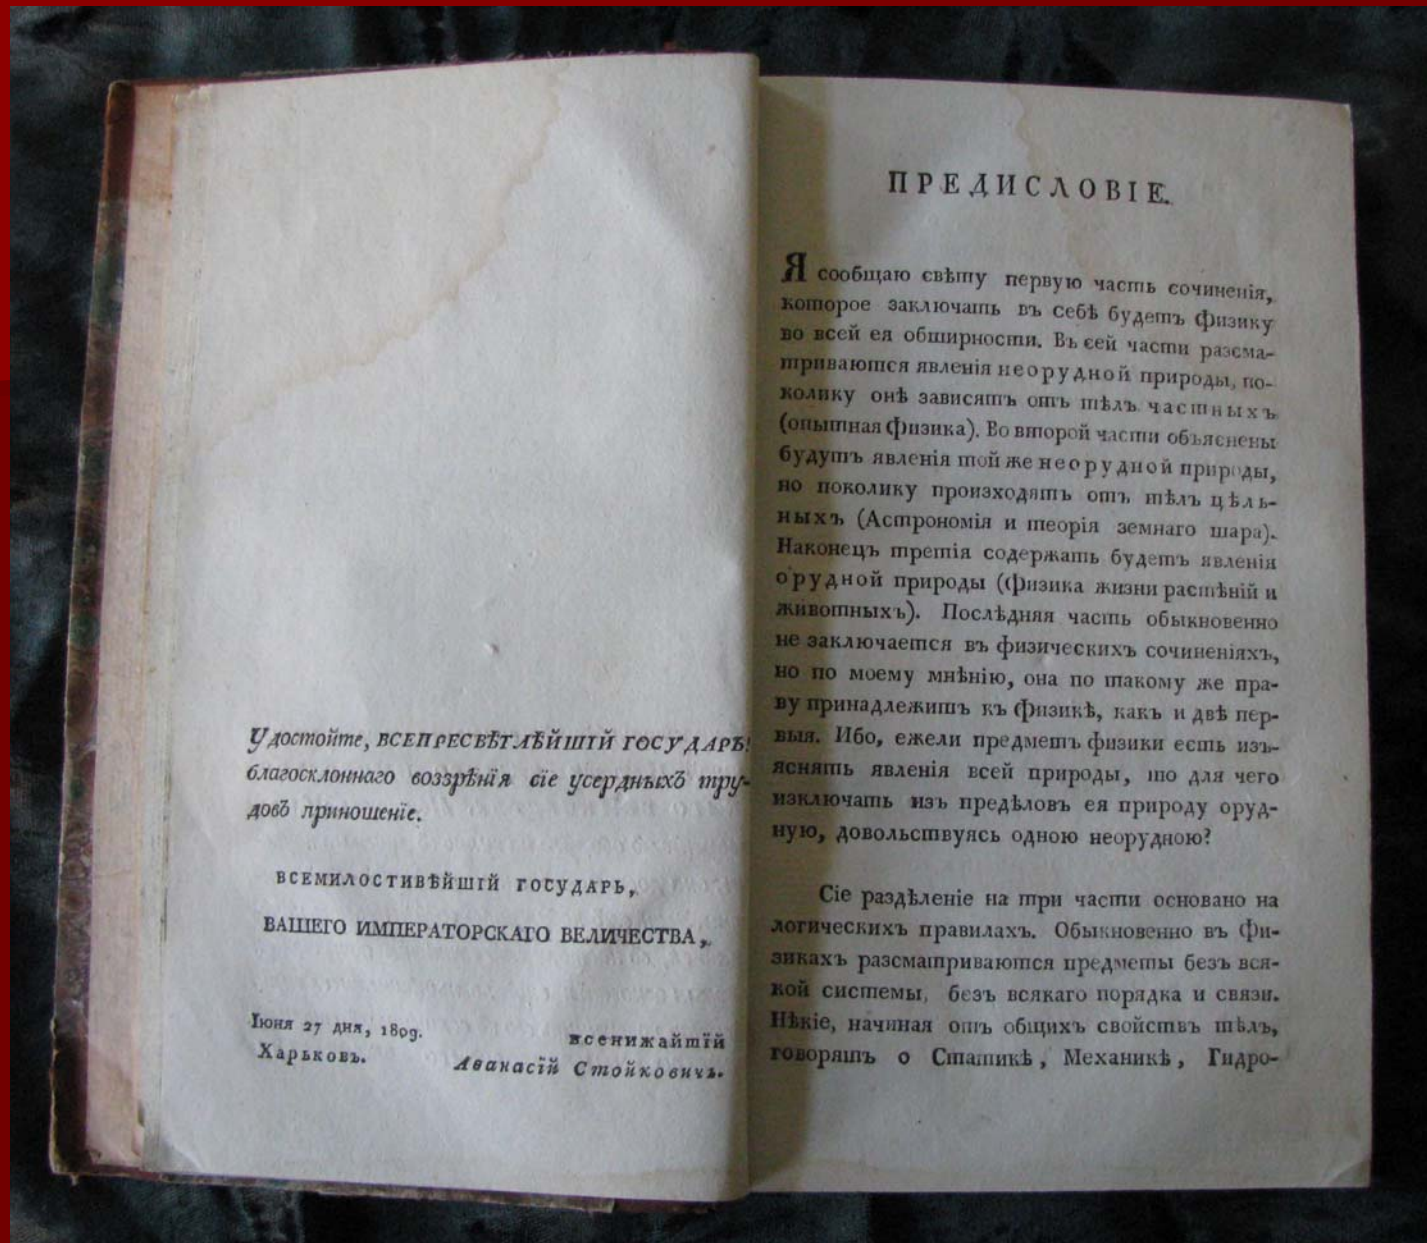 Удостойте, ВСЕПРЕСВѢТЛѢЙШІЙ ГОСУДАРЬ!
благосклоннаго воззрѣнія сіе усердныхъ тру-
довъ приношеніе.
ВСЕМИЛОСТИВѢЙШІЙ ГОСУДАРЬ,
ВАШЕГО ИМПЕРАТОРСКАГО ВЕЛИЧЕСТВА,
Іюня 27 дня, 1809.
Харьковъ.
всенижайшій
Аѳанасій Стойковичь.
ПРЕДИСЛОВІЕ.
Я сообщаю свѣту первую часть сочиненія,
которое заключать въ себѣ будетъ физику
во всей ея обширности. Въ сей части разсма-
триваются явленія неорудной природы, по-
колику онѣ зависятъ отъ тѣлъ частныхъ
(опытная физика). Во второй части объяснены
будутъ явленія той же неорудной природы,
но поколику произходятъ отъ тѣлъ цѣль-
ныхъ (Астрономія и теорія земнаго шара).
Наконецъ третія содержать будетъ явленія
орудной природы (физика жизни растѣній и
животныхъ). Послѣдняя часть обыкновенно
не заключается въ физическихъ сочиненіяхъ,
но по моему мнѣнію, она по такому же пра-
ву принадлежитъ къ физикѣ, какъ и двѣ пер-
выя. Ибо, ежели предметъ физики есть изъ-
яснять явленія всей природы, то для чего
изключать изъ предѣловъ ея природу оруд-
ную, довольствуясь одною неорудною?
Сіе раздѣленіе на три части основано на
логическихъ правилахъ. Обыкновенно въ фи-
зикахъ разсматриваются предметы безъ вся-
кой системы, безъ всякаго порядка и связи.
Нѣкіе, начиная отъ общихъ свойствъ тѣлъ,
говорятъ о Статикѣ, Механикѣ, Гидро-